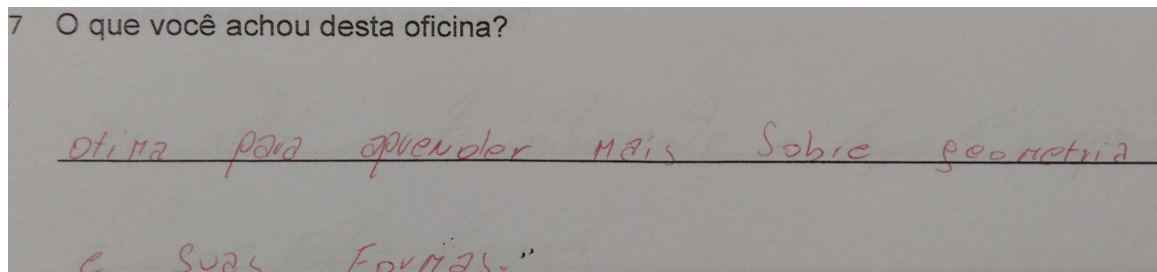 7 O que você achou desta oficina?
otima para aprender mais Sobre geometria
e suas Formas."